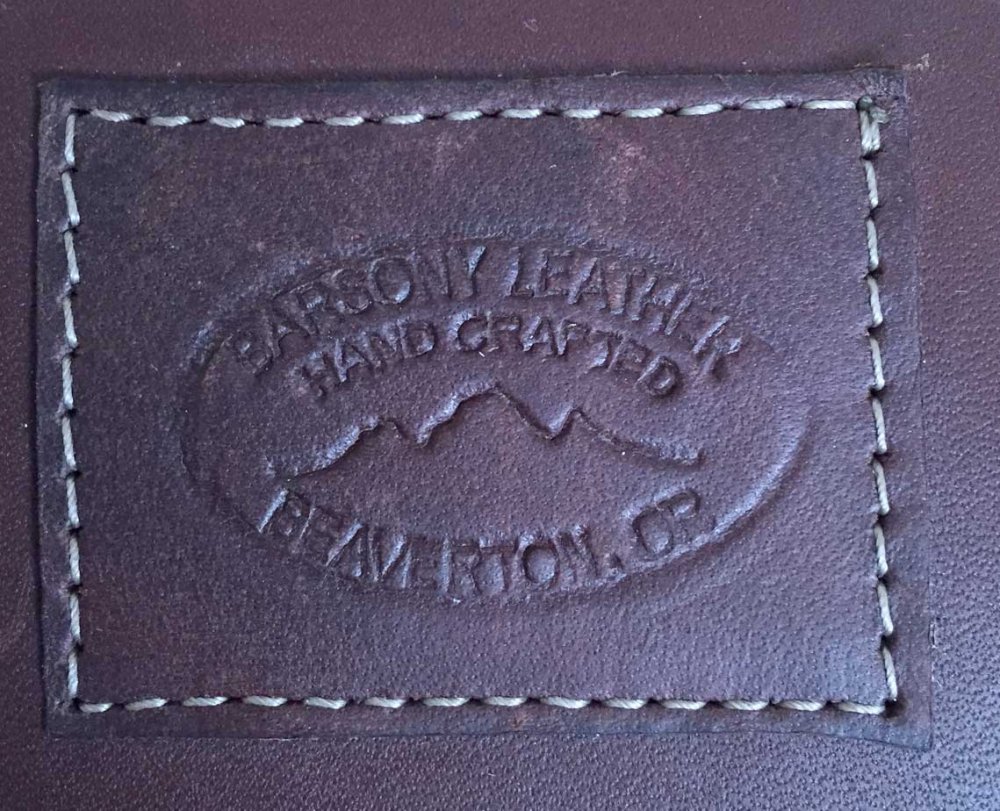 BARSONY LEATHER
HAND CRAFTED
BEAVERTON, OR